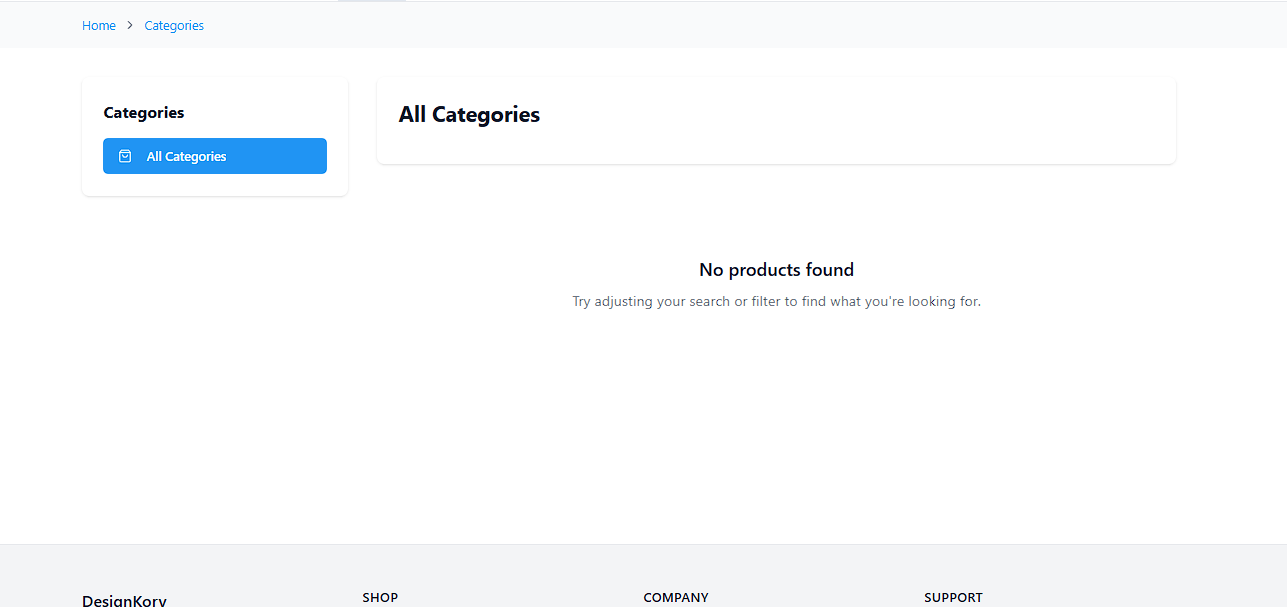 Home > Categories
Categories
All Categories
All Categories
No products found
Try adjusting your search or filter to find what you're looking for.
DesignKory
SHOP
COMPANY
SUPPORT